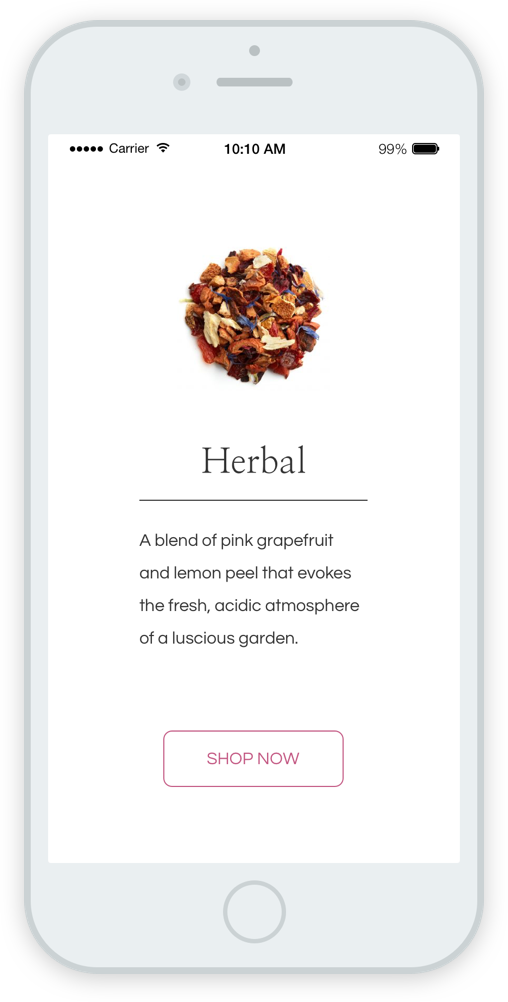 Carrier 10:10 AM 99%
Herbal
A blend of pink grapefruit
and lemon peel that evokes
the fresh, acidic atmosphere
of a luscious garden.
SHOP NOW